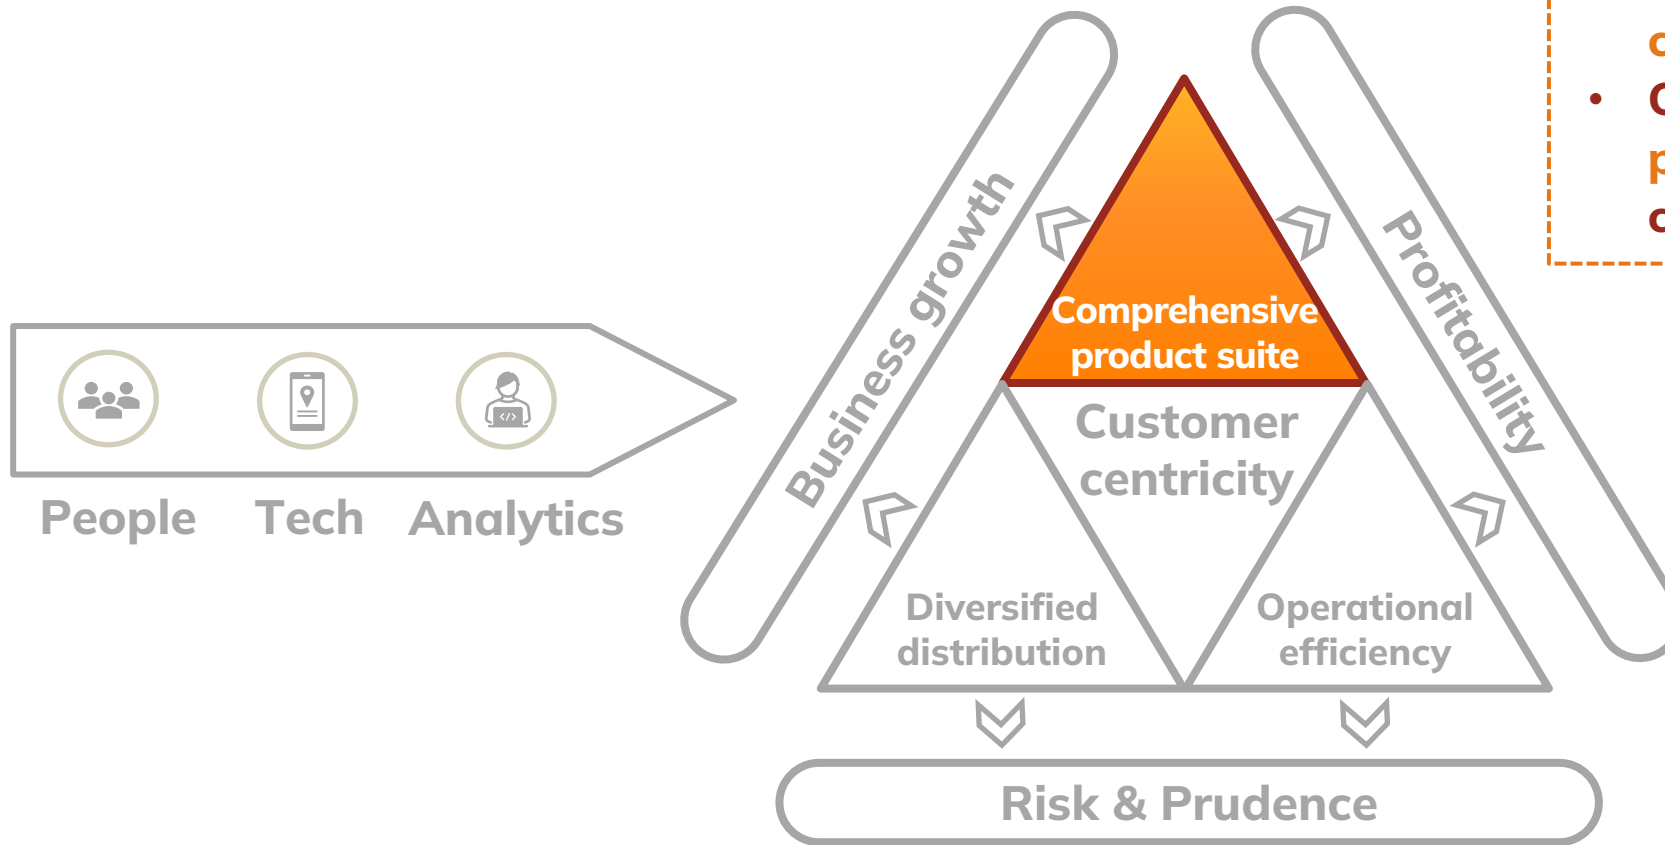 Business growth
Profitability
Comprehensive
product suite
Customer
centricity
People
Tech
Analytics
Diversified
distribution
Operational
efficiency
Risk & Prudence